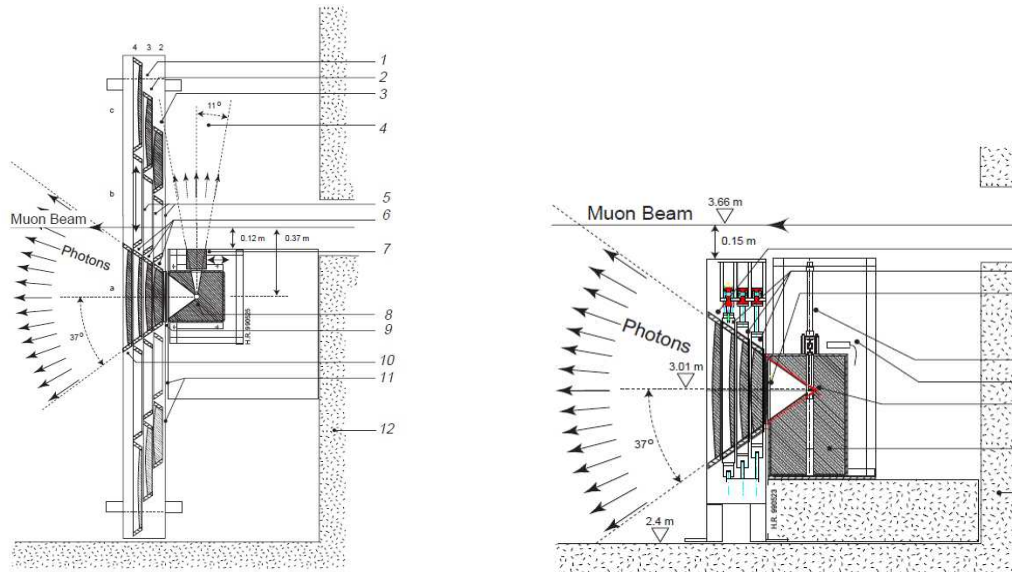 4 3 2
1
2
3
c
11°
4
b
5
6
Muon Beam
0.12 m
0.37 m
7
Photons
a
8
9
37°
H.R. 990525
10
11
12
3.66 m
Muon Beam
0.15 m
Photons
3.01 m
37°
H.R. 990523
2.4 m